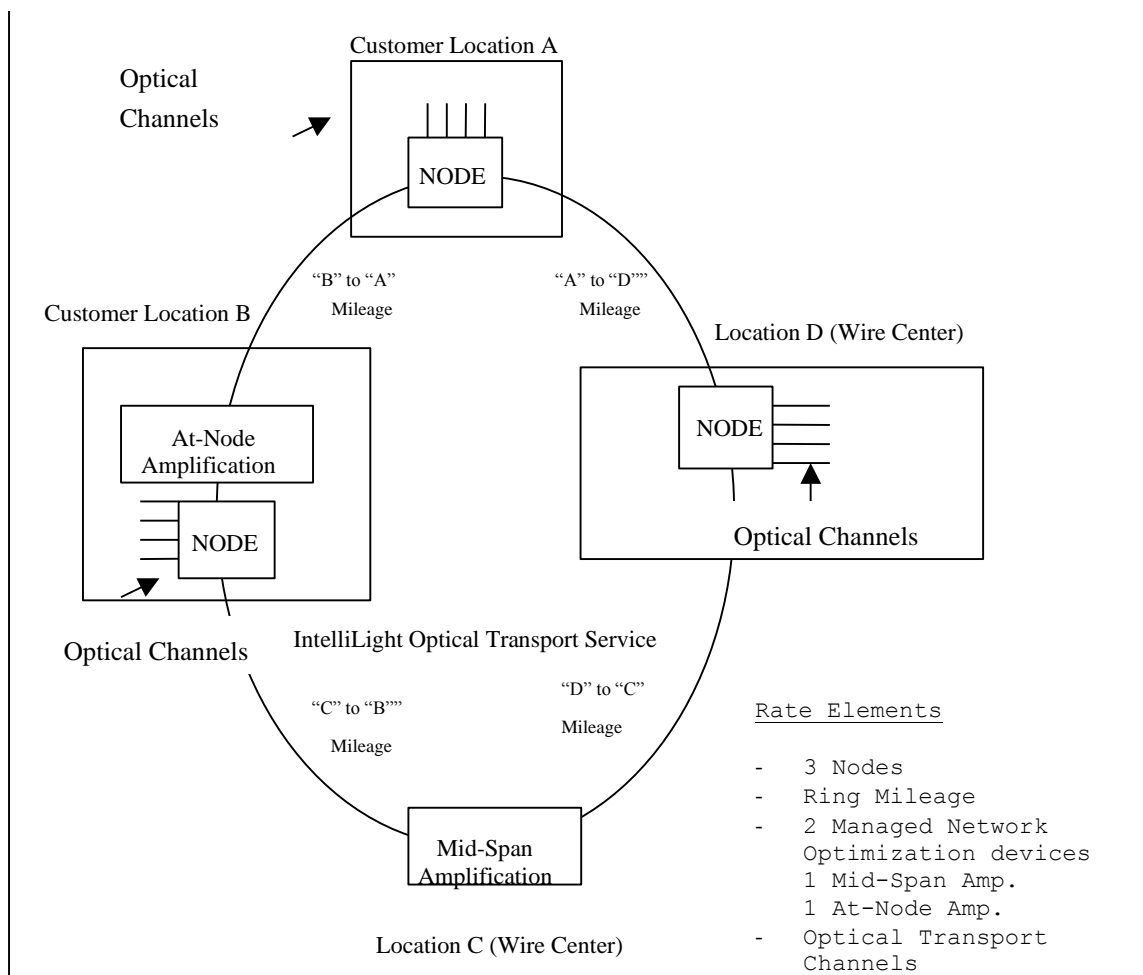 Customer Location A
Optical
Channels
NODE
“B” to “A”
Mileage
“A” to “D””
Mileage
Customer Location B
Location D (Wire Center)
At-Node
Amplification
NODE
NODE
Optical Channels
Optical Channels
IntelliLight Optical Transport Service
“C” to “B””
Mileage
“D” to “C”
Mileage
Mid-Span
Amplification
Location C (Wire Center)
Rate Elements
- 3 Nodes
- Ring Mileage
- 2 Managed Network
Optimization devices
1 Mid-Span Amp.
1 At-Node Amp.
- Optical Transport
Channels